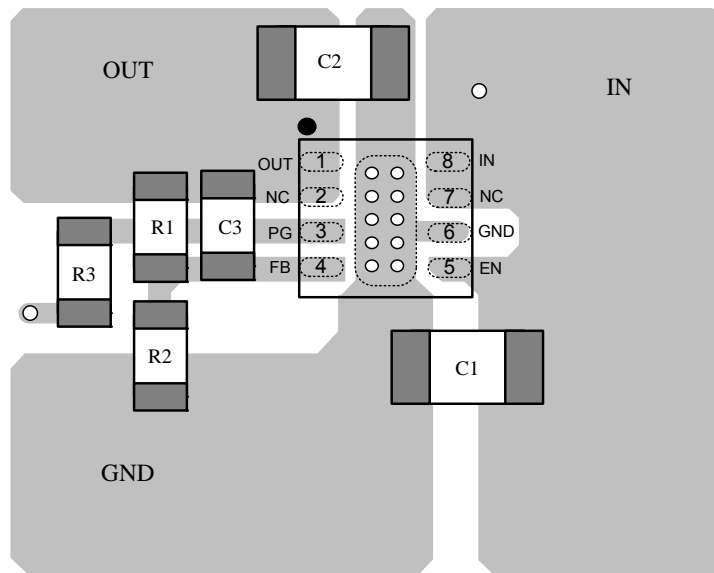 C2
OUT
IN
OUT 1 8 IN
NC 2 7 NC
R1 C3 PG 3 6 GND
R3 FB 4 5 EN
R2 C1
GND